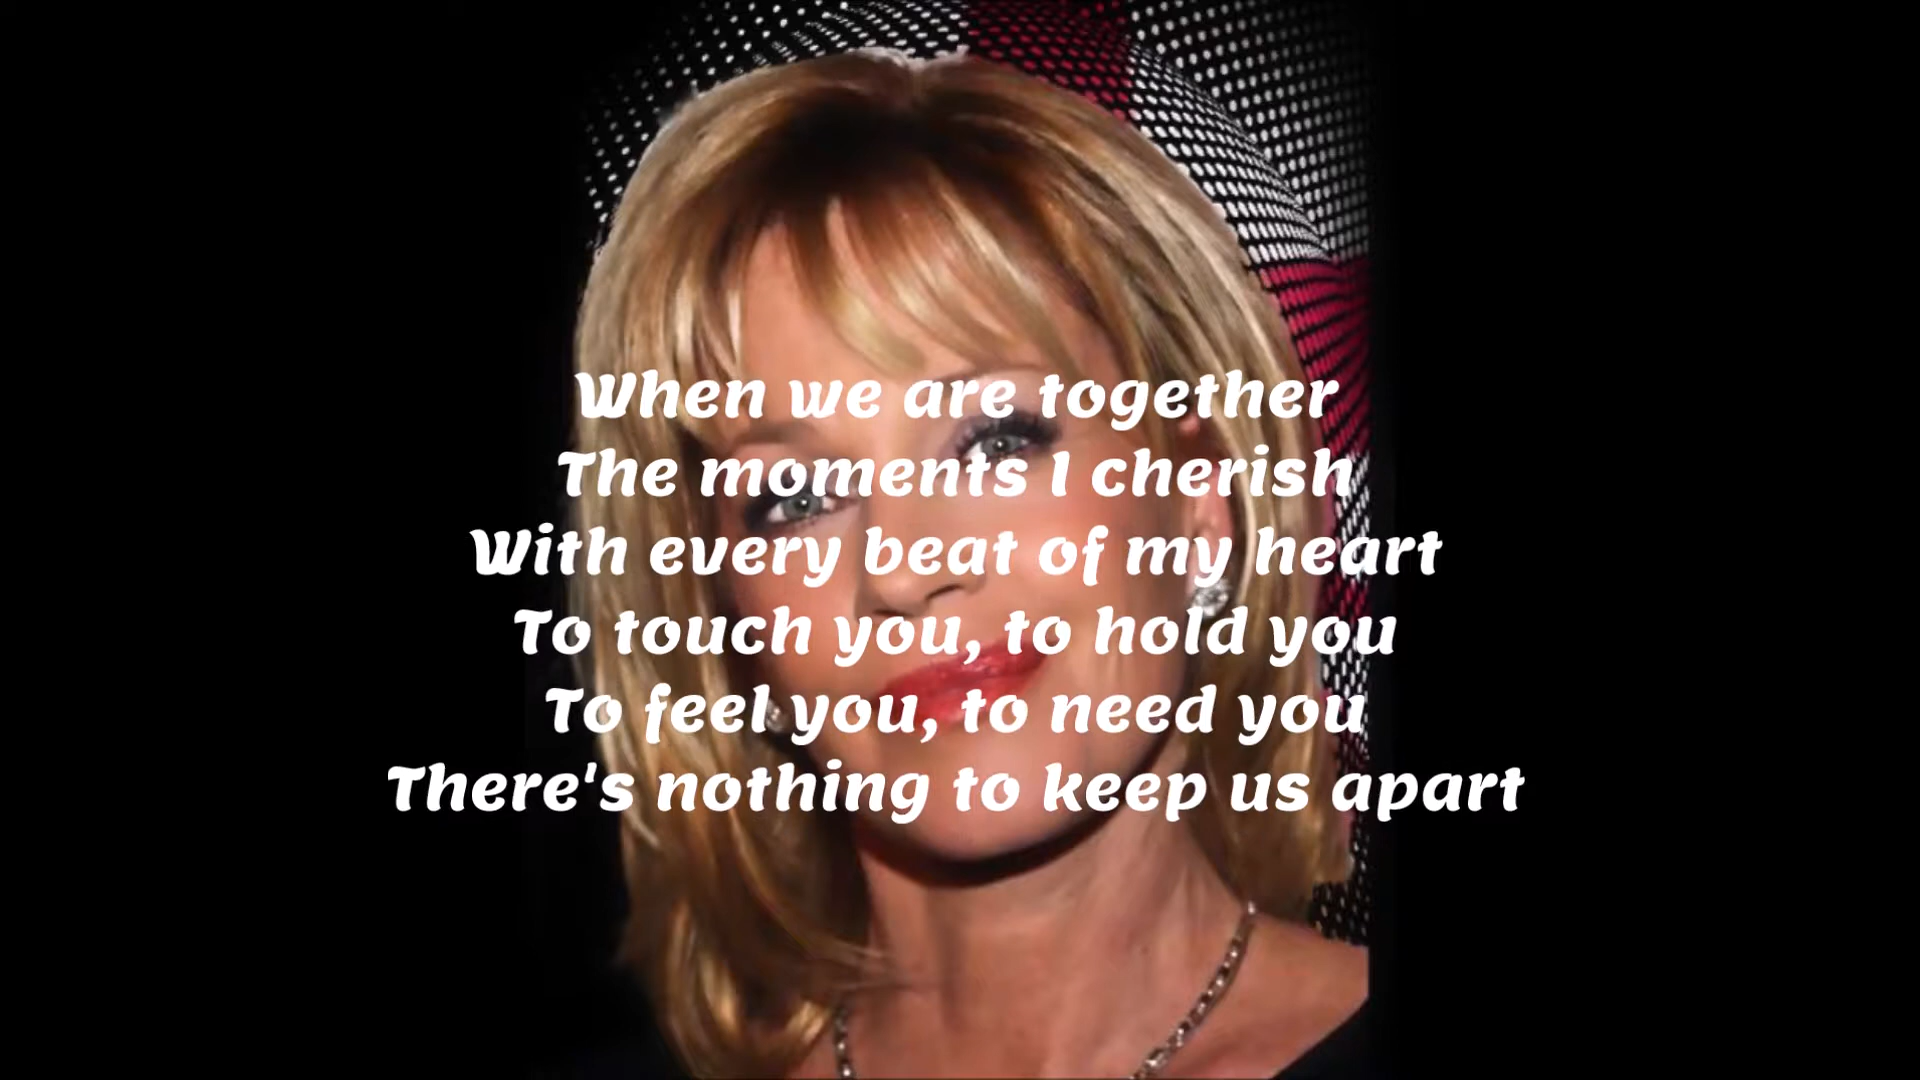 When we are together
The moments I cherish
With every beat of my heart
To touch you, to hold you
To feel you, to need you
There's nothing to keep us apart